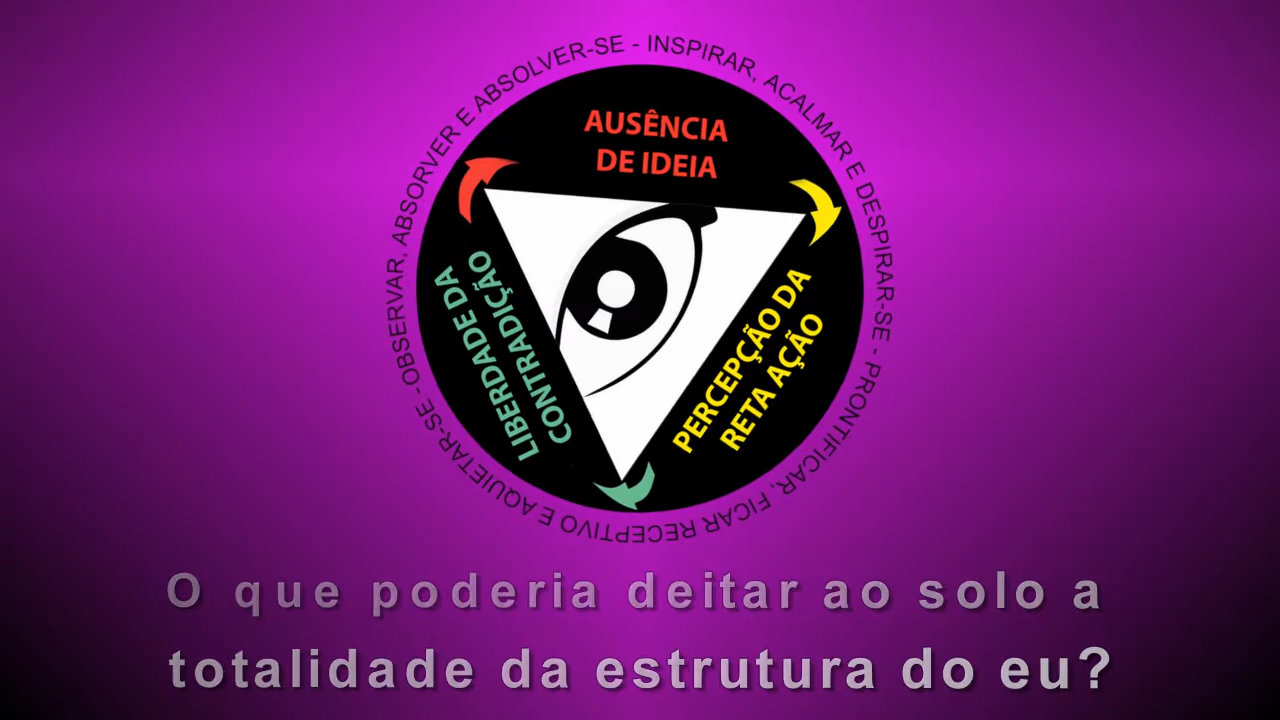 OBSERVAR, ABSORVER E ABSOLVER-SE - INSPIRAR, ACALMAR E DESPIRAR-SE - PRONTIFICAR, FICAR RECEPTIVO E AQUIETAR-SE -
AUSÊNCIA
DE IDEIA
LIBERDADE DA
CONTRADIÇÃO
PERCEPÇÃO DA
RETA AÇÃO
O que poderia deitar ao solo a
totalidade da estrutura do eu?